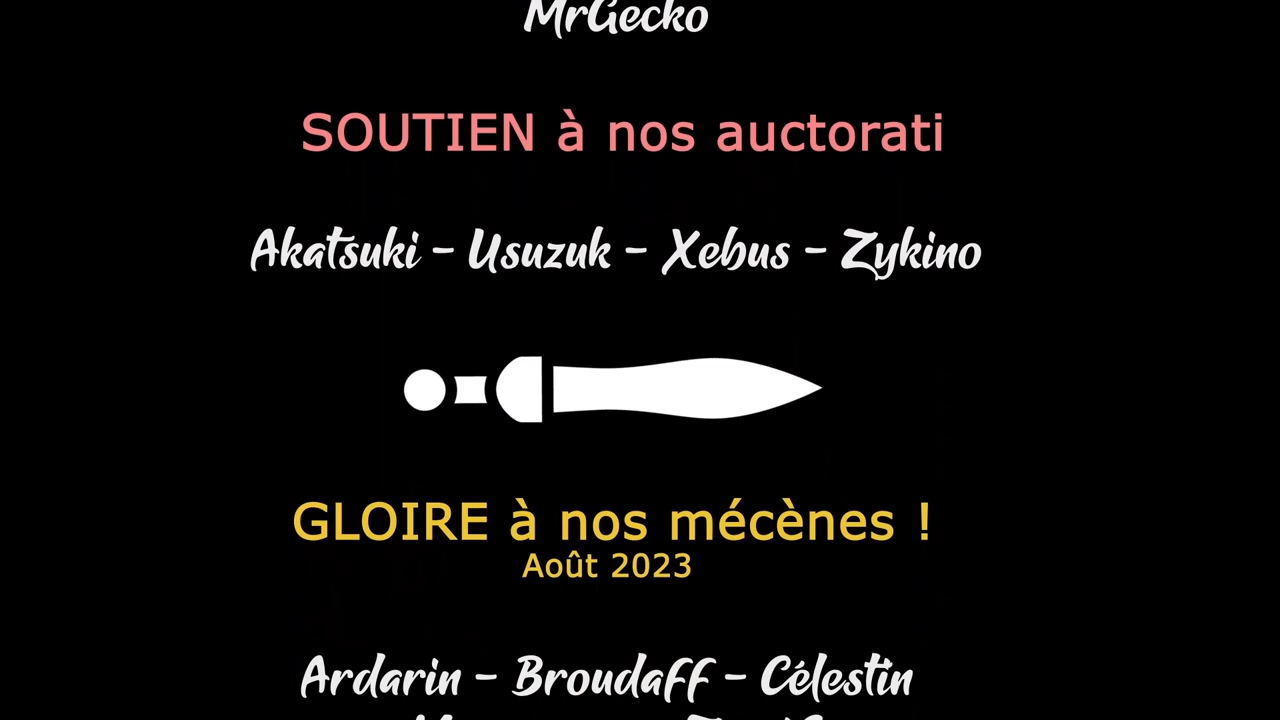 MrGecko
SOUTIEN à nos auctorati
Akatsuki - Usuzuk - Xebus - Zykino
GLOIRE à nos mécènes !
Août 2023
Ardarin - Broudaff - Célestin